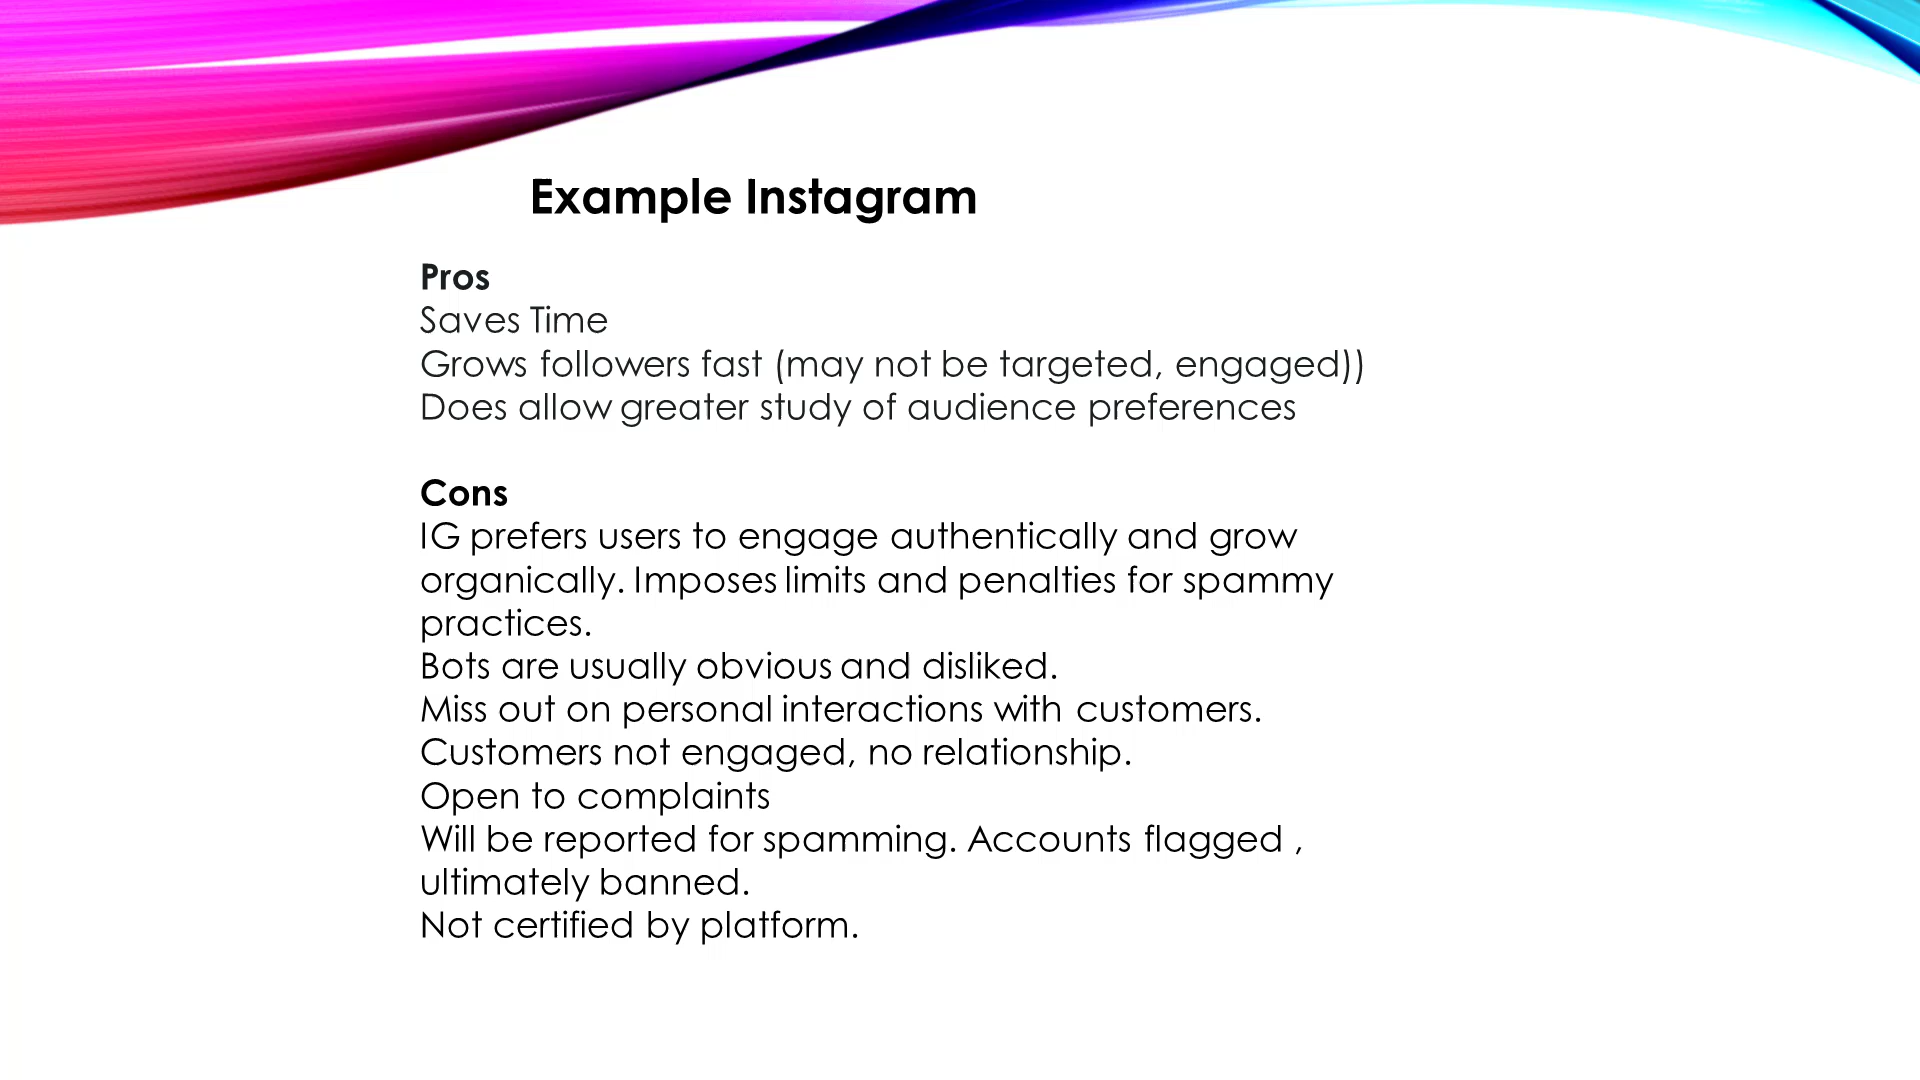 Example Instagram
Pros
Saves Time
Grows followers fast (may not be targeted, engaged))
Does allow greater study of audience preferences
Cons
IG prefers users to engage authentically and grow
organically. Imposes limits and penalties for spammy
practices.
Bots are usually obvious and disliked.
Miss out on personal interactions with customers.
Customers not engaged, no relationship.
Open to complaints
Will be reported for spamming. Accounts flagged ,
ultimately banned.
Not certified by platform.